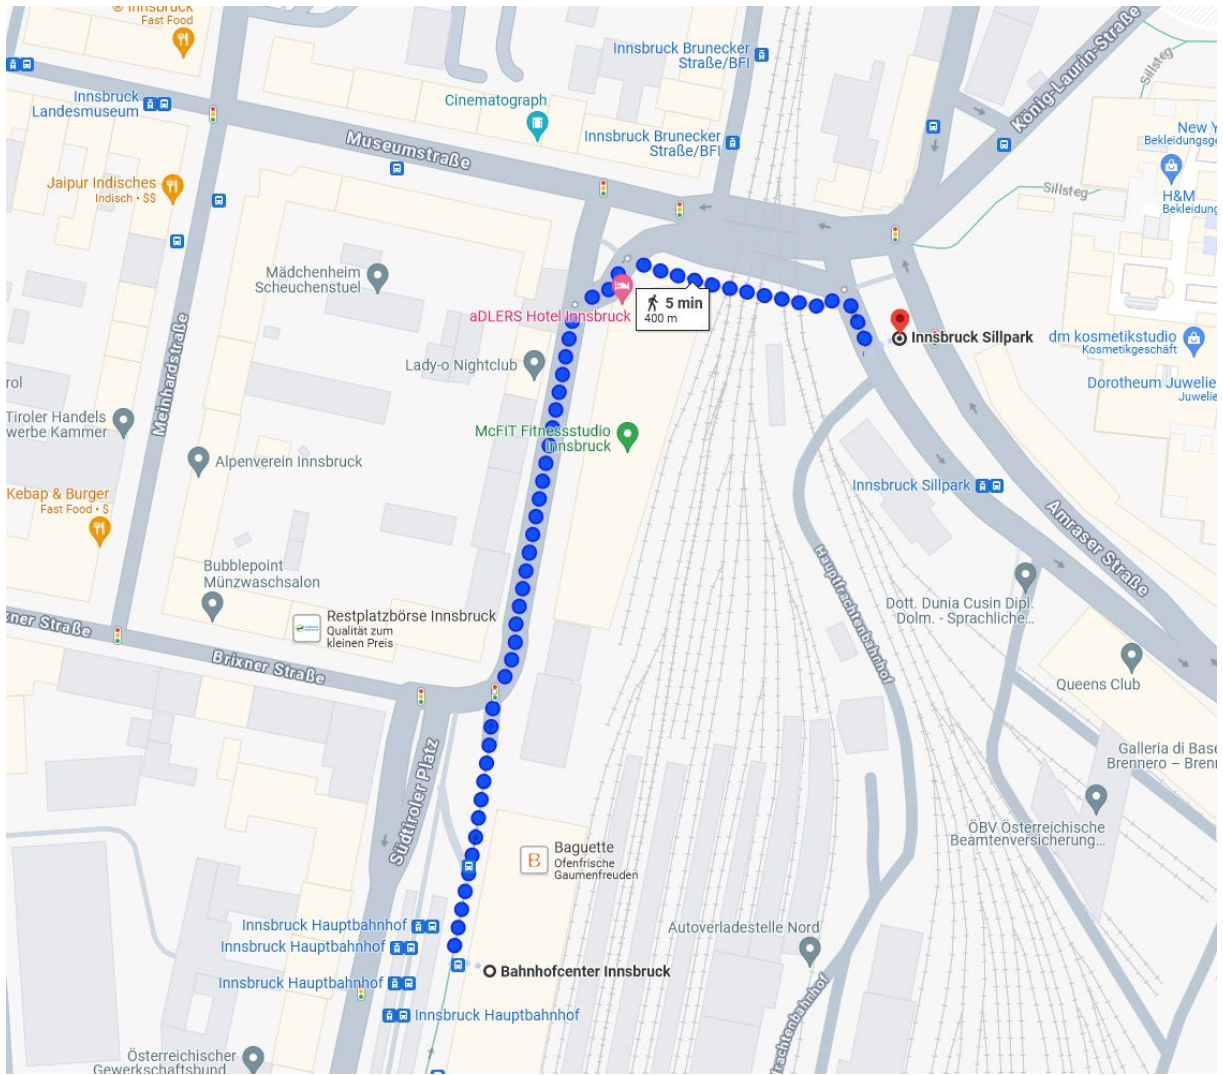 ® Innsbruck
Fast Food
Innsbruck
Landesmuseum
Museumstraße
Cinematograph
Innsbruck Brunecker
Straße/BFI
Innsbruck Brunecker
Straße/BFI
König-Laurin-Straße
Sillsteg
Sillsteg
New Y
Bekleidungsge
H&M
Bekleidung
Jaipur Indisches
Indisch • $$
Mädchenheim
Scheuchenstuel
Meinhardstraße
aDLERS Hotel Innsbruck
5 min
400 m
Innsbruck Sillpark
dm kosmetikstudio
Kosmetikgeschäft
Dorotheum Juwelie
Juwelie
Lady-o Nightclub
rol
Tiroler Handels
werbe Kammer
McFIT Fitnessstudio
Innsbruck
Alpenverein Innsbruck
Kebap & Burger
Fast Food • $
Innsbruck Sillpark
Amraser Straße
Hauptfrachtenbahnhof
Bubblepoint
Münzwaschsalon
Dott. Dunia Cusin Dipl.
Dolm. - Sprachliche...
Restplatzbörse Innsbruck
Qualität zum
kleinen Preis
xner Straße
Brixner Straße
Queens Club
Südtiroler Platz
Galleria di Base
Brennero – Brenn
ÖBV Österreichische
Beamtenversicherung...
B
Baguette
Ofenfrische
Gaumenfreuden
Innsbruck Hauptbahnhof
Innsbruck Hauptbahnhof
Autoverladestelle Nord
Bahnhofcenter Innsbruck
Innsbruck Hauptbahnhof
Innsbruck Hauptbahnhof
frachtenbahnhof
Österreichischer
Gewerkschaftsbund